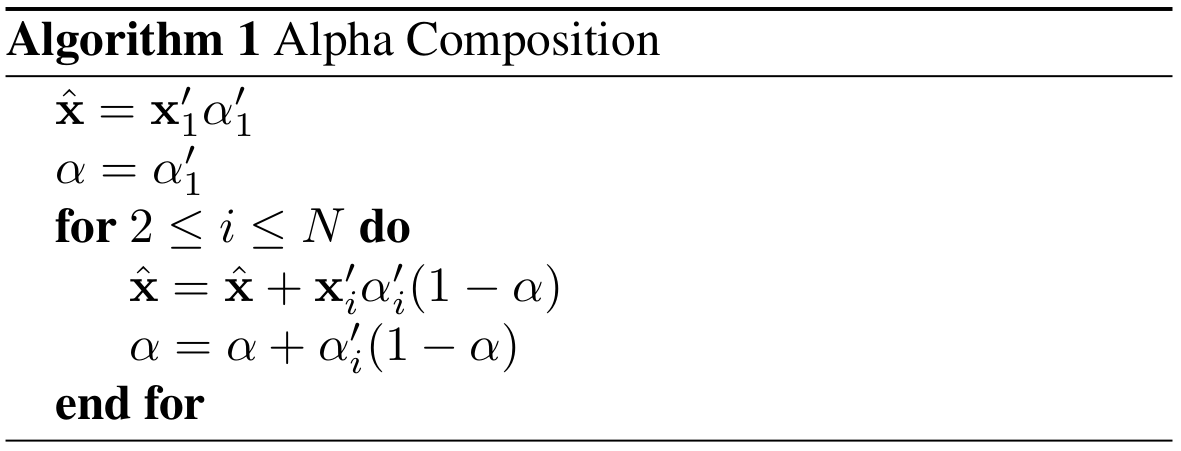 Algorithm 1 Alpha Composition
x̂ = x′₁α′₁
α = α′₁
for 2 ≤ i ≤ N do
x̂ = x̂ + x′ᵢα′ᵢ(1 − α)
α = α + α′ᵢ(1 − α)
end for